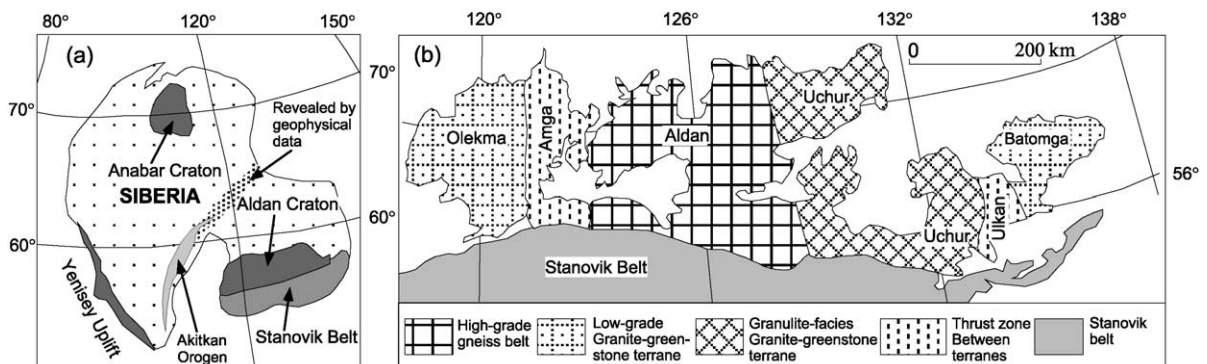 80°
120°
150°
(a)
70°
Revealed by
geophysical
data
Anabar Craton
SIBERIA
Aldan Craton
60°
Yenisey Uplift
Akitkan
Orogen
Stanovik Belt
120°
126°
132°
138°
(b)
0
200 km
70°
Uchur
Olekma
Amga
Aldan
Batomga
56°
60°
Uchur
Ulkan
Stanovik Belt
High-grade
gneiss belt
Low-grade
Granite-green-
stone terrane
Granulite-facies
Granite-greenstone
terrane
Thrust zone
Between
terranes
Stanovik
belt